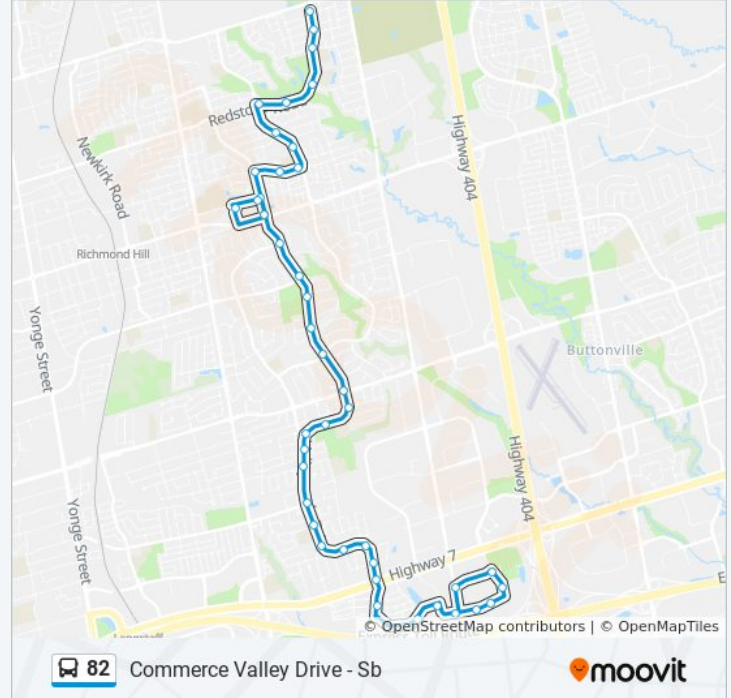 Redsto
Highway 404
Newkirk Road
Richmond Hill
Yonge Street
Buttonville
Highway 404
Yonge Street
Highway 7
© OpenStreetMap contributors | © OpenMapTiles
82 Commerce Valley Drive - Sb
moovit